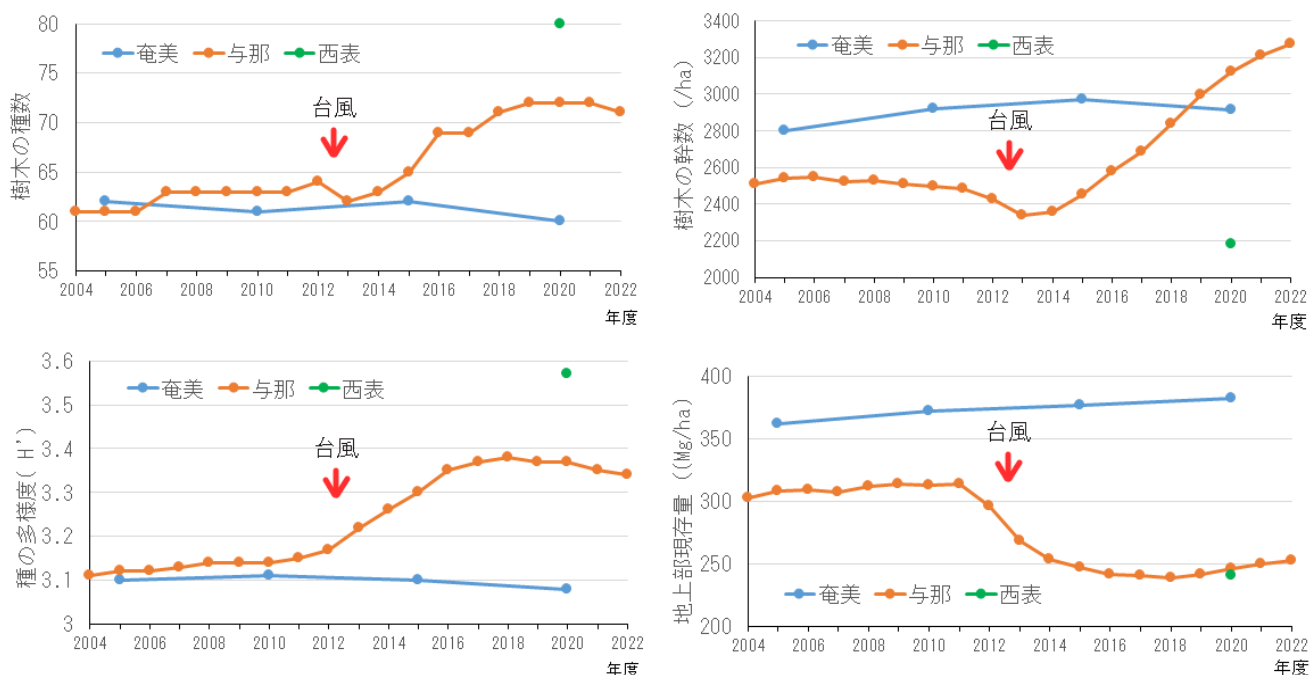 80
75
70
65
60
55
樹木の種数
奄美 与那 西表
台風
2004 2006 2008 2010 2012 2014 2016 2018 2020 2022
年度
3400
3200
3000
2800
2600
2400
2200
2000
樹木の幹数 (/ha)
奄美 与那 西表
台風
2004 2006 2008 2010 2012 2014 2016 2018 2020 2022
年度
3.6
3.5
3.4
3.3
3.2
3.1
3
種の多様度( H')
奄美 与那 西表
台風
2004 2006 2008 2010 2012 2014 2016 2018 2020 2022
年度
400
350
300
250
200
地上部現存量 ((Mg/ha)
台風
奄美 与那 西表
2004 2006 2008 2010 2012 2014 2016 2018 2020 2022
年度